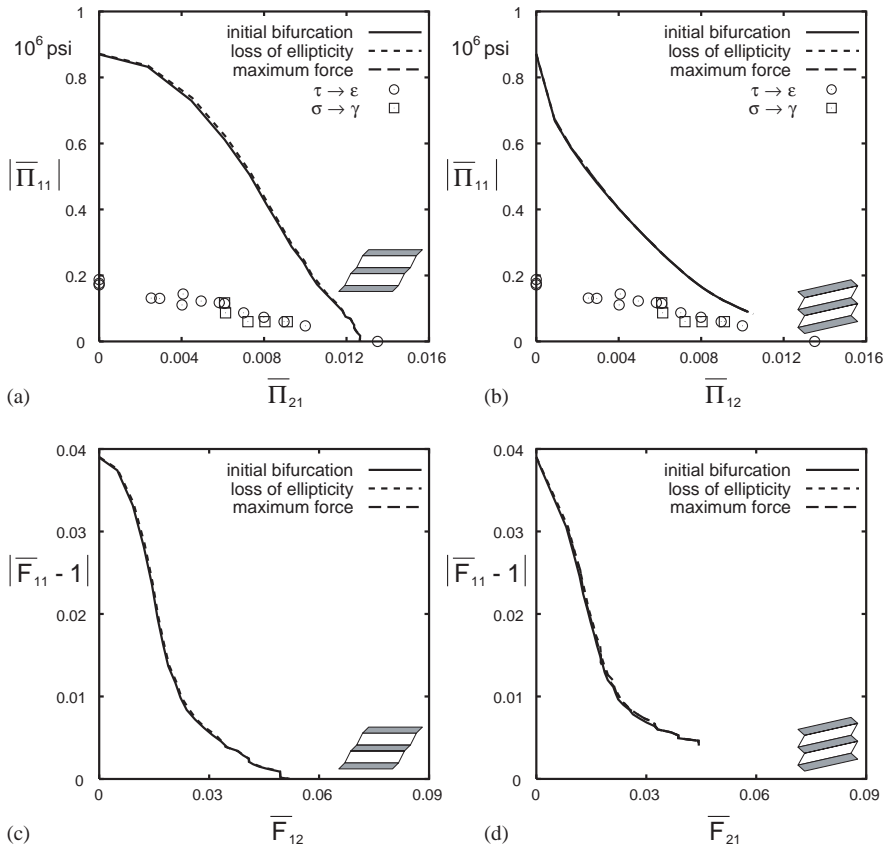 1
10⁶ psi
0.8
0.6
|Π̅₁₁|
0.4
0.2
0
initial bifurcation
loss of ellipticity
maximum force
τ → ε
σ → γ
0 0.004 0.008 0.012 0.016
(a)
Π̅₂₁
1
10⁶ psi
0.8
0.6
|Π̅₁₁|
0.4
0.2
0
initial bifurcation
loss of ellipticity
maximum force
τ → ε
σ → γ
0 0.004 0.008 0.012 0.016
(b)
Π̅₁₂
0.04
0.03
|F̅₁₁ - 1|
0.02
0.01
0
initial bifurcation
loss of ellipticity
maximum force
0 0.03 0.06 0.09
(c)
F̅₁₂
0.04
0.03
|F̅₁₁ - 1|
0.02
0.01
0
initial bifurcation
loss of ellipticity
maximum force
0 0.03 0.06 0.09
(d)
F̅₂₁